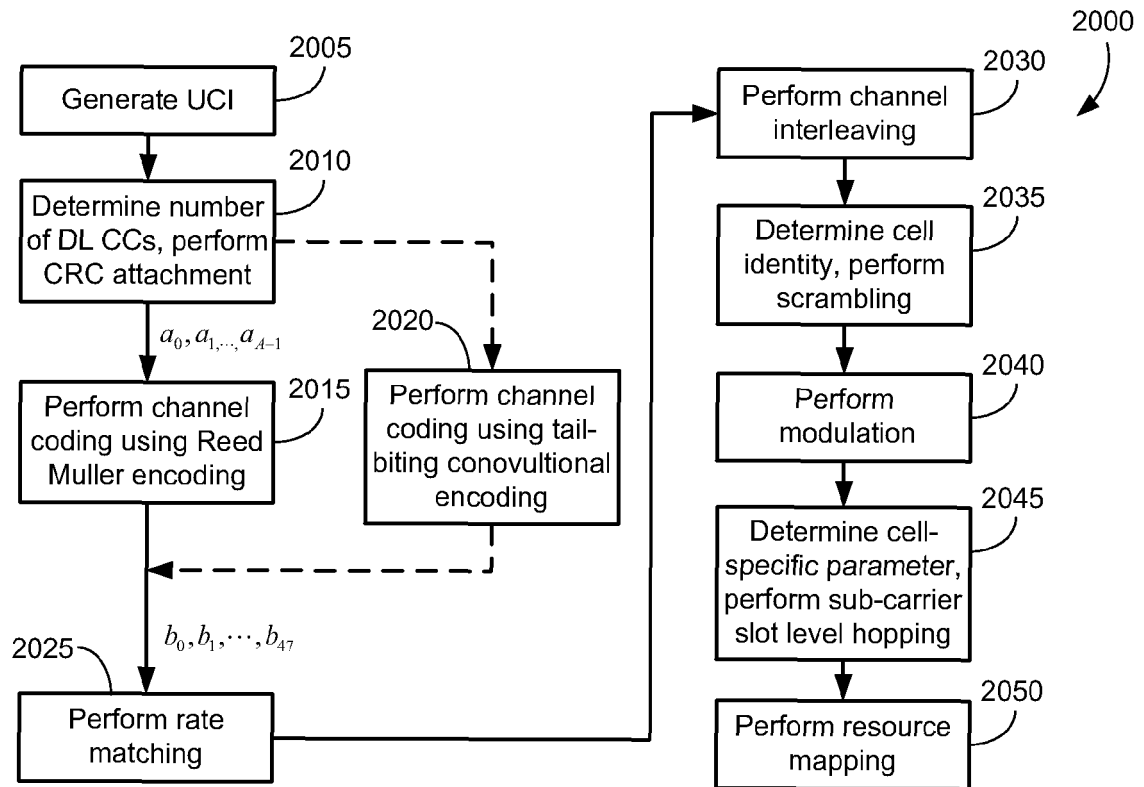 2005
Generate UCI
2010
Determine number
of DL CCs, perform
CRC attachment
a0, a1,…, aA−1
2015
Perform channel
coding using Reed
Muller encoding
2020
Perform channel
coding using tail-
biting conovultional
encoding
b0, b1, ⋯, b47
2025
Perform rate
matching
2000
2030
Perform channel
interleaving
2035
Determine cell
identity, perform
scrambling
2040
Perform
modulation
2045
Determine cell-
specific parameter,
perform sub-carrier
slot level hopping
2050
Perform resource
mapping